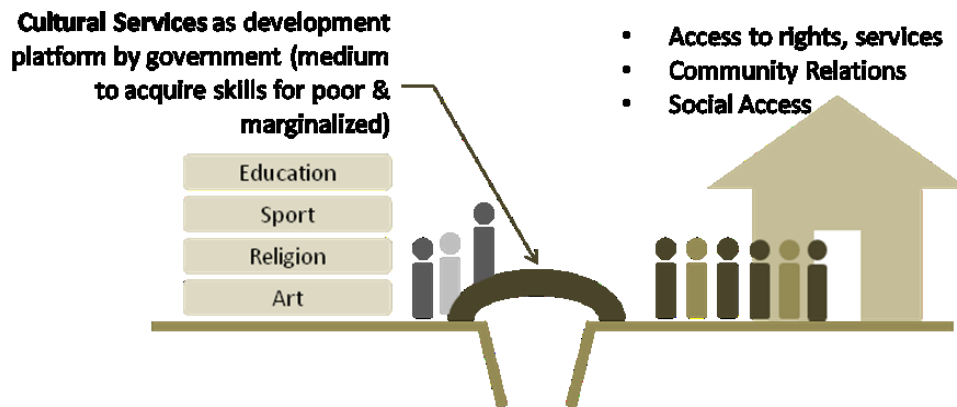 Cultural Services as development
platform by government (medium
to acquire skills for poor &
marginalized)
Education
Sport
Religion
Art
• Access to rights, services
• Community Relations
• Social Access